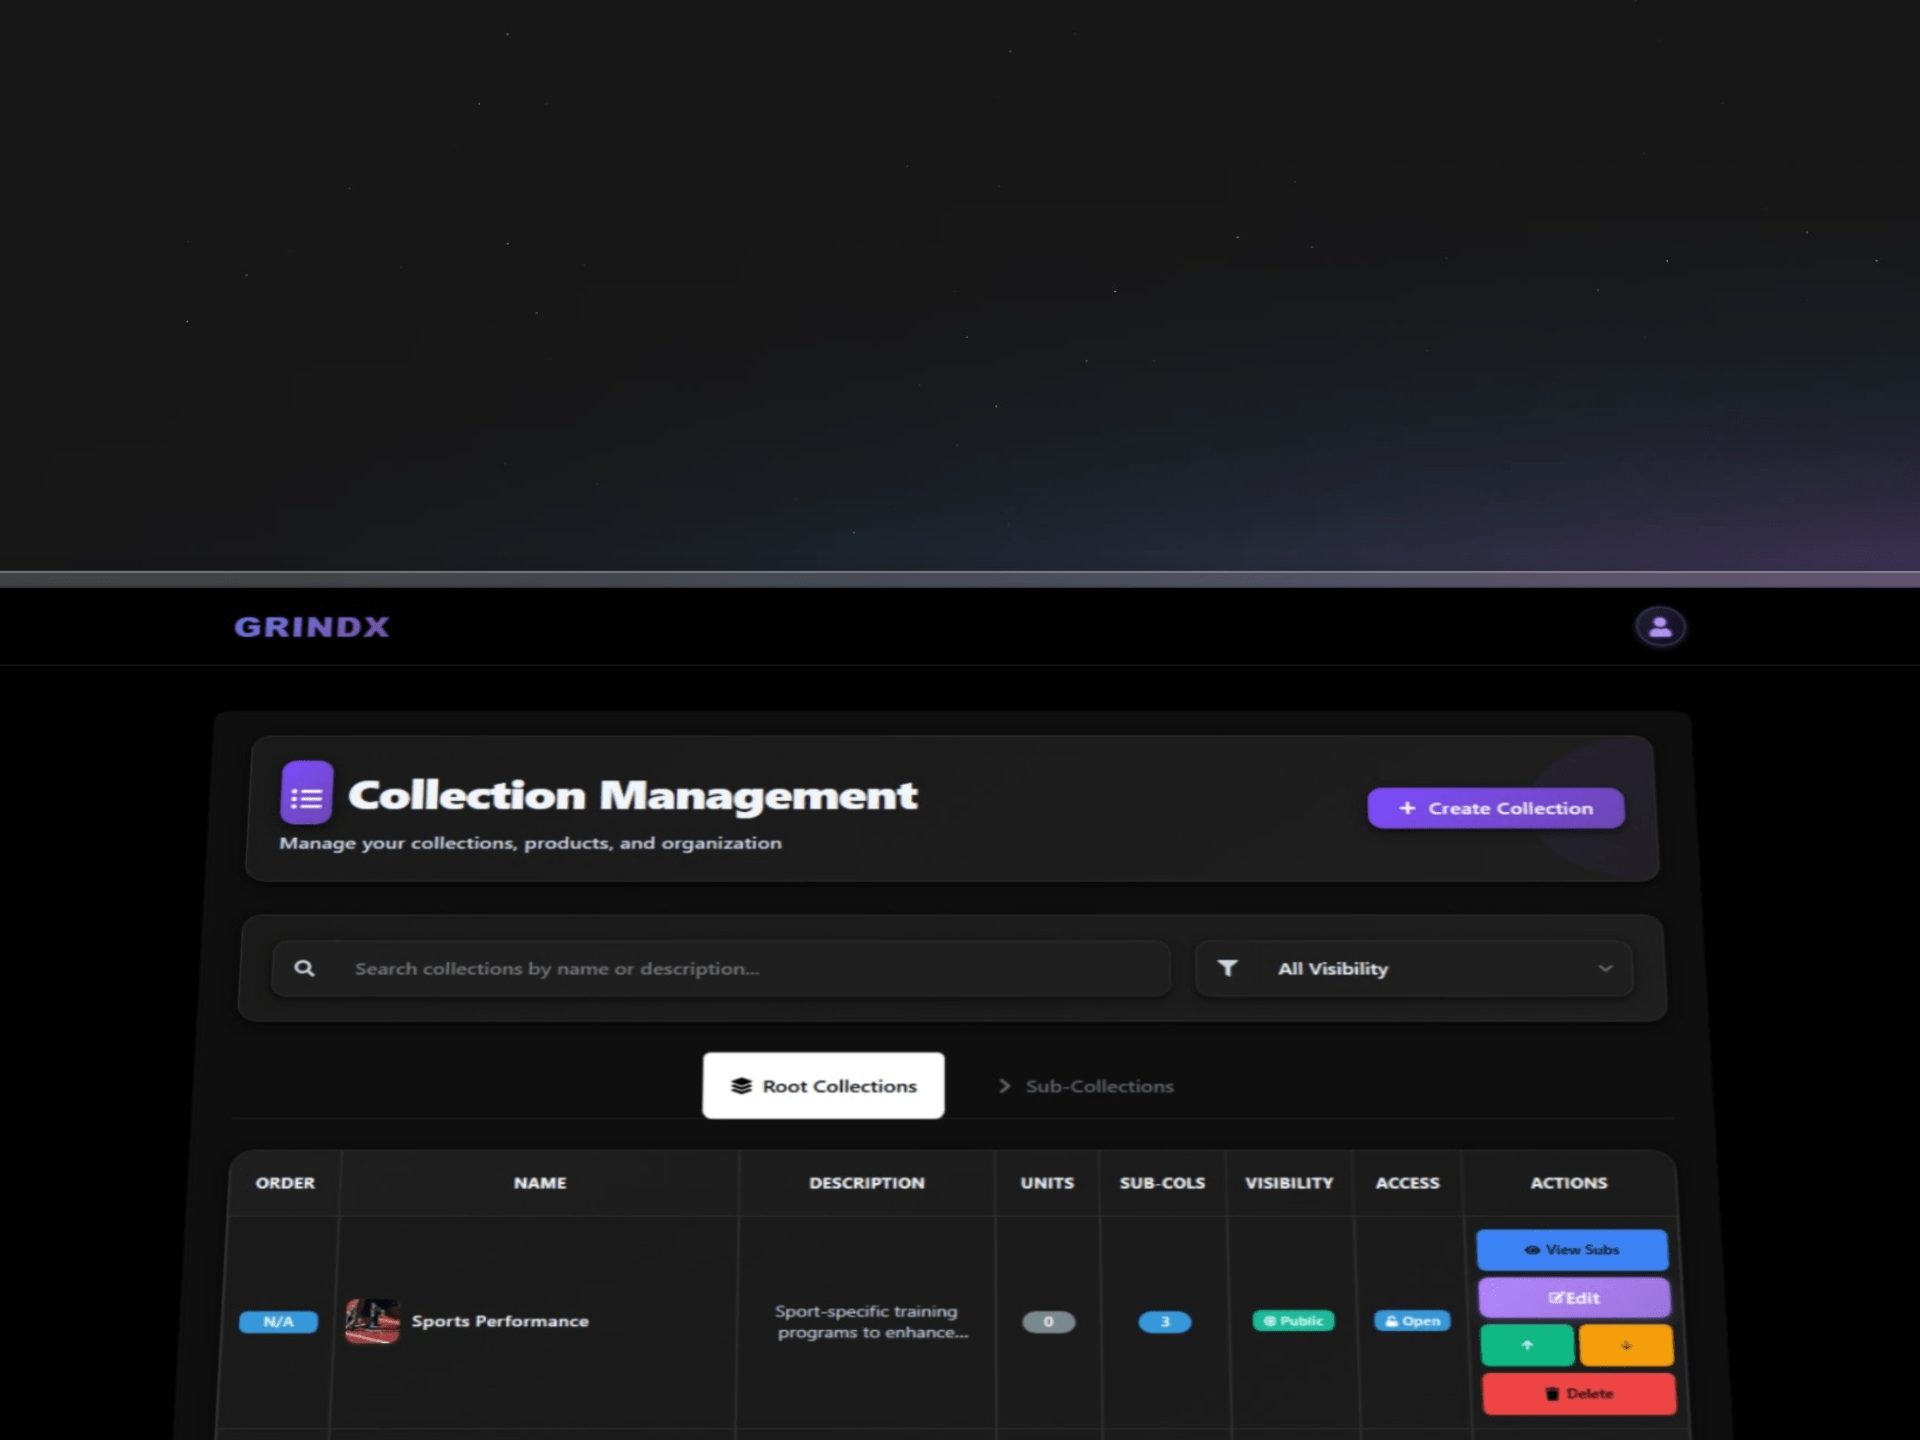 GRINDX
Collection Management
Manage your collections, products, and organization
+ Create Collection
Search collections by name or description...
All Visibility
Root Collections
Sub-Collections
ORDER NAME DESCRIPTION UNITS SUB-COLS VISIBILITY ACCESS ACTIONS
N/A
Sports Performance
Sport-specific training
programs to enhance...
0
3
Public
Open
View Subs
Edit
Delete